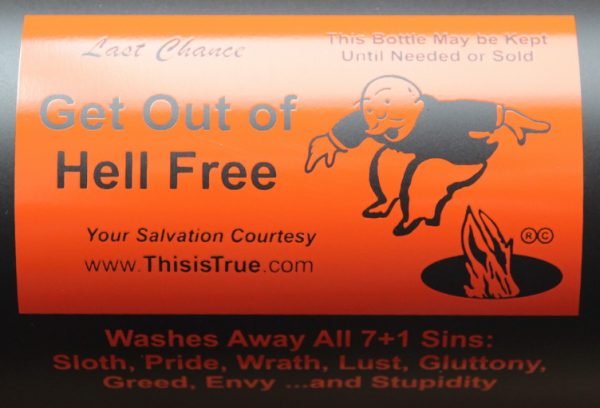 Last Chance
This Bottle May be Kept
Until Needed or Sold
Get Out of
Hell Free
Your Salvation Courtesy
www.ThisisTrue.com
® ©
Washes Away All 7+1 Sins:
Sloth, Pride, Wrath, Lust, Gluttony,
Greed, Envy ...and Stupidity